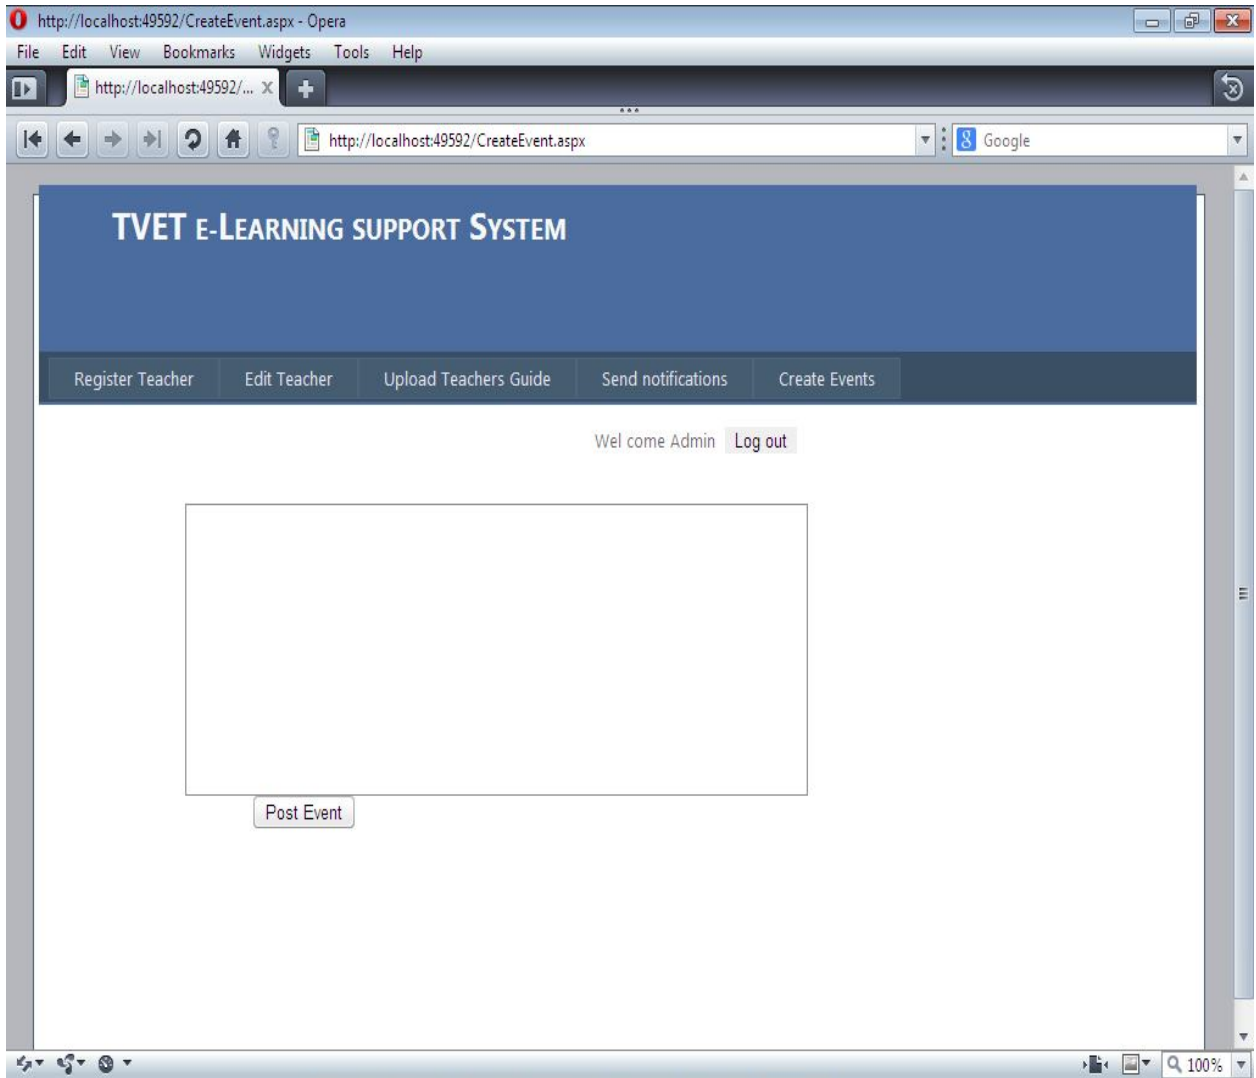 http://localhost:49592/CreateEvent.aspx - Opera
File Edit View Bookmarks Widgets Tools Help
http://localhost:49592/...
http://localhost:49592/CreateEvent.aspx
Google
TVET E-LEARNING SUPPORT SYSTEM
Register Teacher Edit Teacher Upload Teachers Guide Send notifications Create Events
Wel come Admin Log out
Post Event
100%